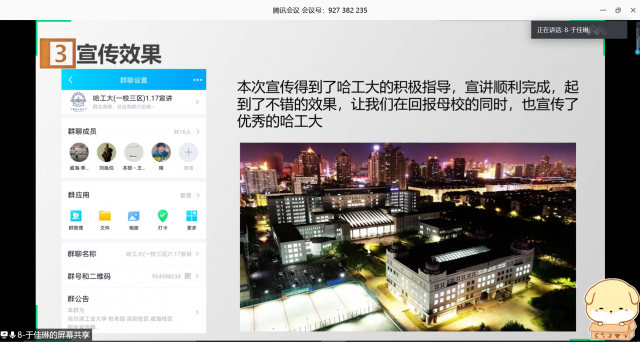 腾讯会议 会议号：927 382 235
正在讲话: 8-于佳琳;
3 宣传效果
群聊设置
哈工大(一校三区)1.17宣讲
群聊成员
共16人
威海-李...
刘高位
本部－王...
邀请
群应用
管理
群管理
文件
相册
打卡
更多
群聊名称
哈工大(一校三区)1.17宣讲
群号和二维码
群公告
本群为
哈尔滨工业大学 校本部 深圳校区 威海校区
本次宣传得到了哈工大的积极指导，宣讲顺利完成，起
到了不错的效果，让我们在回报母校的同时，也宣传了
优秀的哈工大
8-于佳琳的屏幕共享